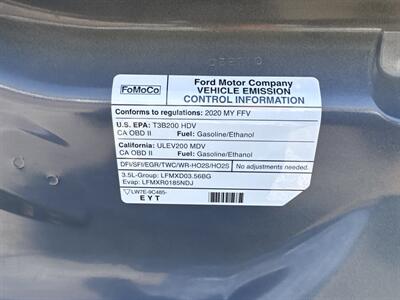 FoMoCo
Ford Motor Company
VEHICLE EMISSION
CONTROL INFORMATION
Conforms to regulations: 2020 MY FFV
U.S. EPA: T3B200 HDV
CA OBD II Fuel: Gasoline/Ethanol
California: ULEV200 MDV
CA OBD II Fuel: Gasoline/Ethanol
DFI/SFI/EGR/TWC/WR-HO2S/HO2S No adjustments needed.
3.5L-Group: LFMXD03.56BG
Evap: LFMXR0185NDJ
LW7E-9C485-
EYT